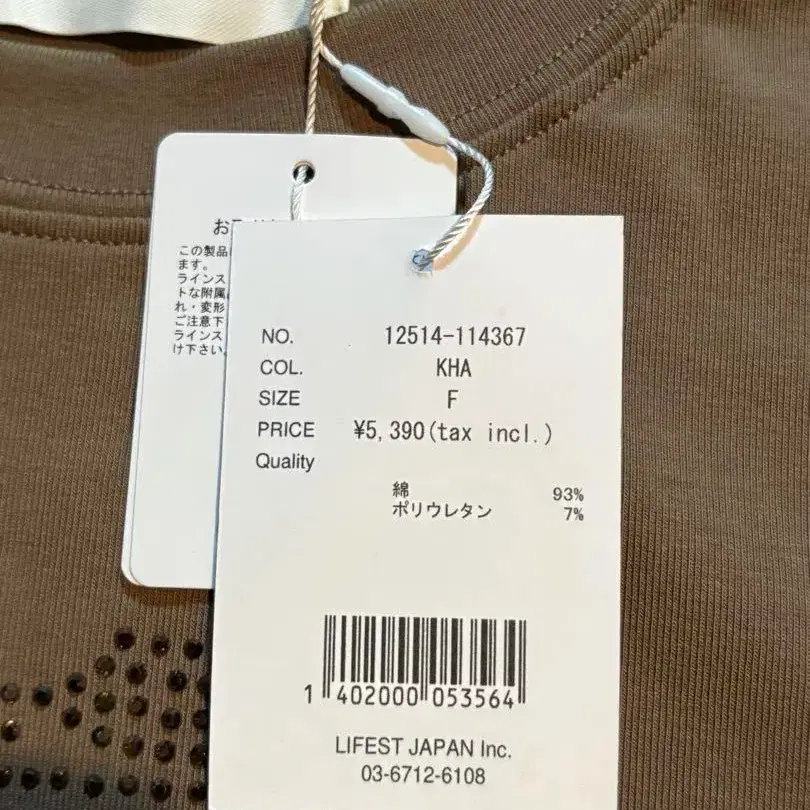 この製品
ます。
ラインス
トな附属
れ・変形
ご注意下
ラインス
け下さい。
NO. 12514-114367
COL. KHA
SIZE F
PRICE ¥5,390(tax incl.)
Quality
綿 93%
ポリウレタン 7%
1 402000 053564
LIFEST JAPAN Inc.
03-6712-6108